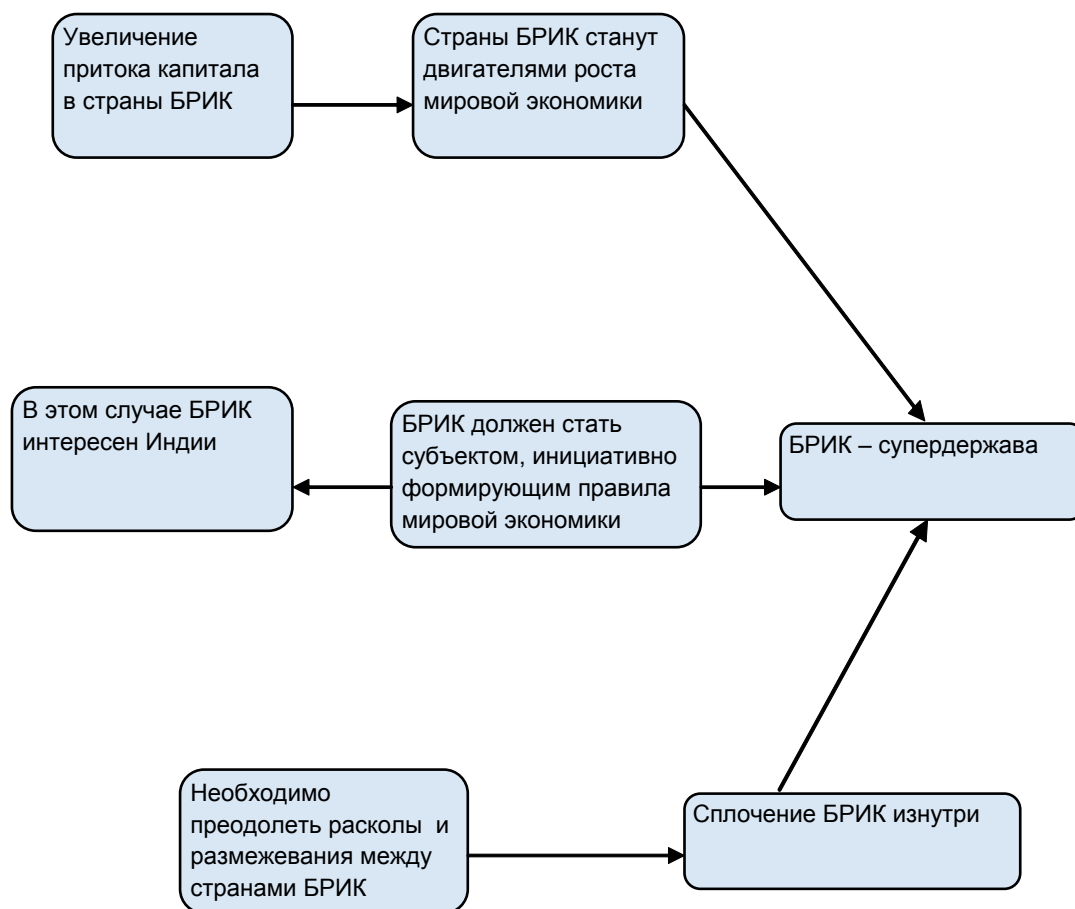 Увеличение
притока капитала
в страны БРИК
Страны БРИК станут
двигателями роста
мировой экономики
В этом случае БРИК
интересен Индии
БРИК должен стать
субъектом, инициативно
формирующим правила
мировой экономики
БРИК – супердержава
Необходимо
преодолеть расколы и
размежевания между
странами БРИК
Сплочение БРИК изнутри